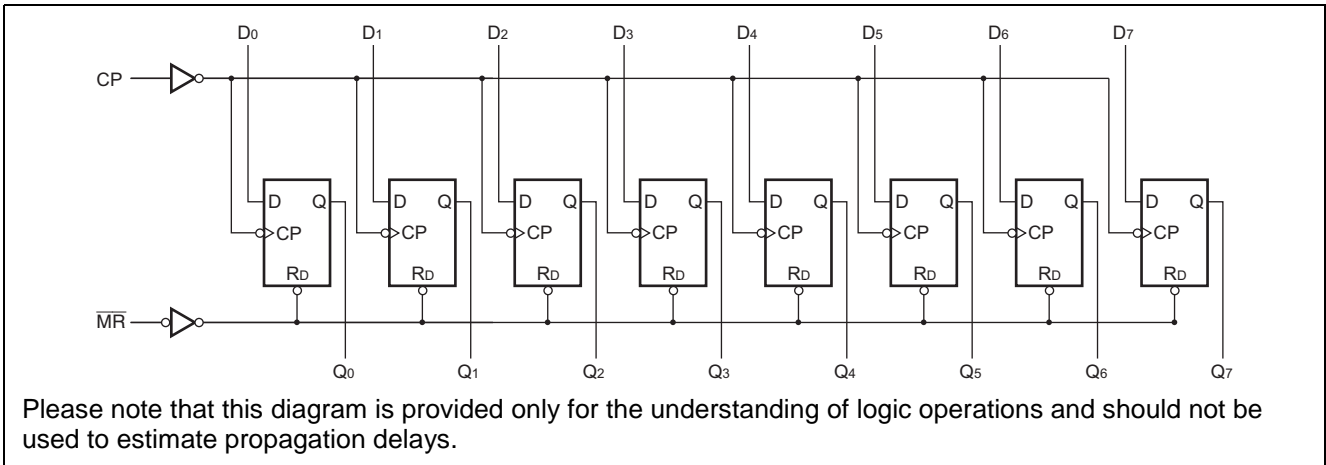 D0 D1 D2 D3 D4 D5 D6 D7
CP
D Q D Q D Q D Q D Q D Q D Q D Q
CP CP CP CP CP CP CP CP
RD RD RD RD RD RD RD RD
M̅R̅
Q0 Q1 Q2 Q3 Q4 Q5 Q6 Q7
Please note that this diagram is provided only for the understanding of logic operations and should not be
used to estimate propagation delays.